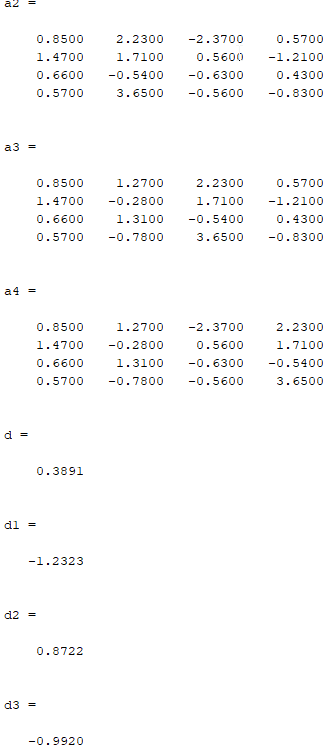 a2 =
0.8500 2.2300 -2.3700 0.5700
1.4700 1.7100 0.5600 -1.2100
0.6600 -0.5400 -0.6300 0.4300
0.5700 3.6500 -0.5600 -0.8300
a3 =
0.8500 1.2700 2.2300 0.5700
1.4700 -0.2800 1.7100 -1.2100
0.6600 1.3100 -0.5400 0.4300
0.5700 -0.7800 3.6500 -0.8300
a4 =
0.8500 1.2700 -2.3700 2.2300
1.4700 -0.2800 0.5600 1.7100
0.6600 1.3100 -0.6300 -0.5400
0.5700 -0.7800 -0.5600 3.6500
d =
0.3891
d1 =
-1.2323
d2 =
0.8722
d3 =
-0.9920